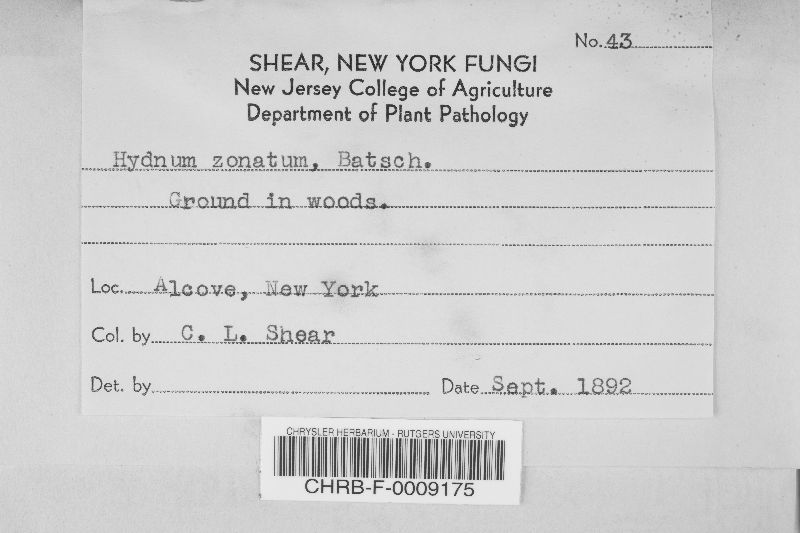 No. 43
SHEAR, NEW YORK FUNGI
New Jersey College of Agriculture
Department of Plant Pathology
Hydnum zonatum, Batsch.
Ground in woods.
Loc. Alcove, New York
Col. by C. L. Shear
Det. by
Date Sept. 1892
CHRYSLER HERBARIUM - RUTGERS UNIVERSITY
CHRB-F-0009175